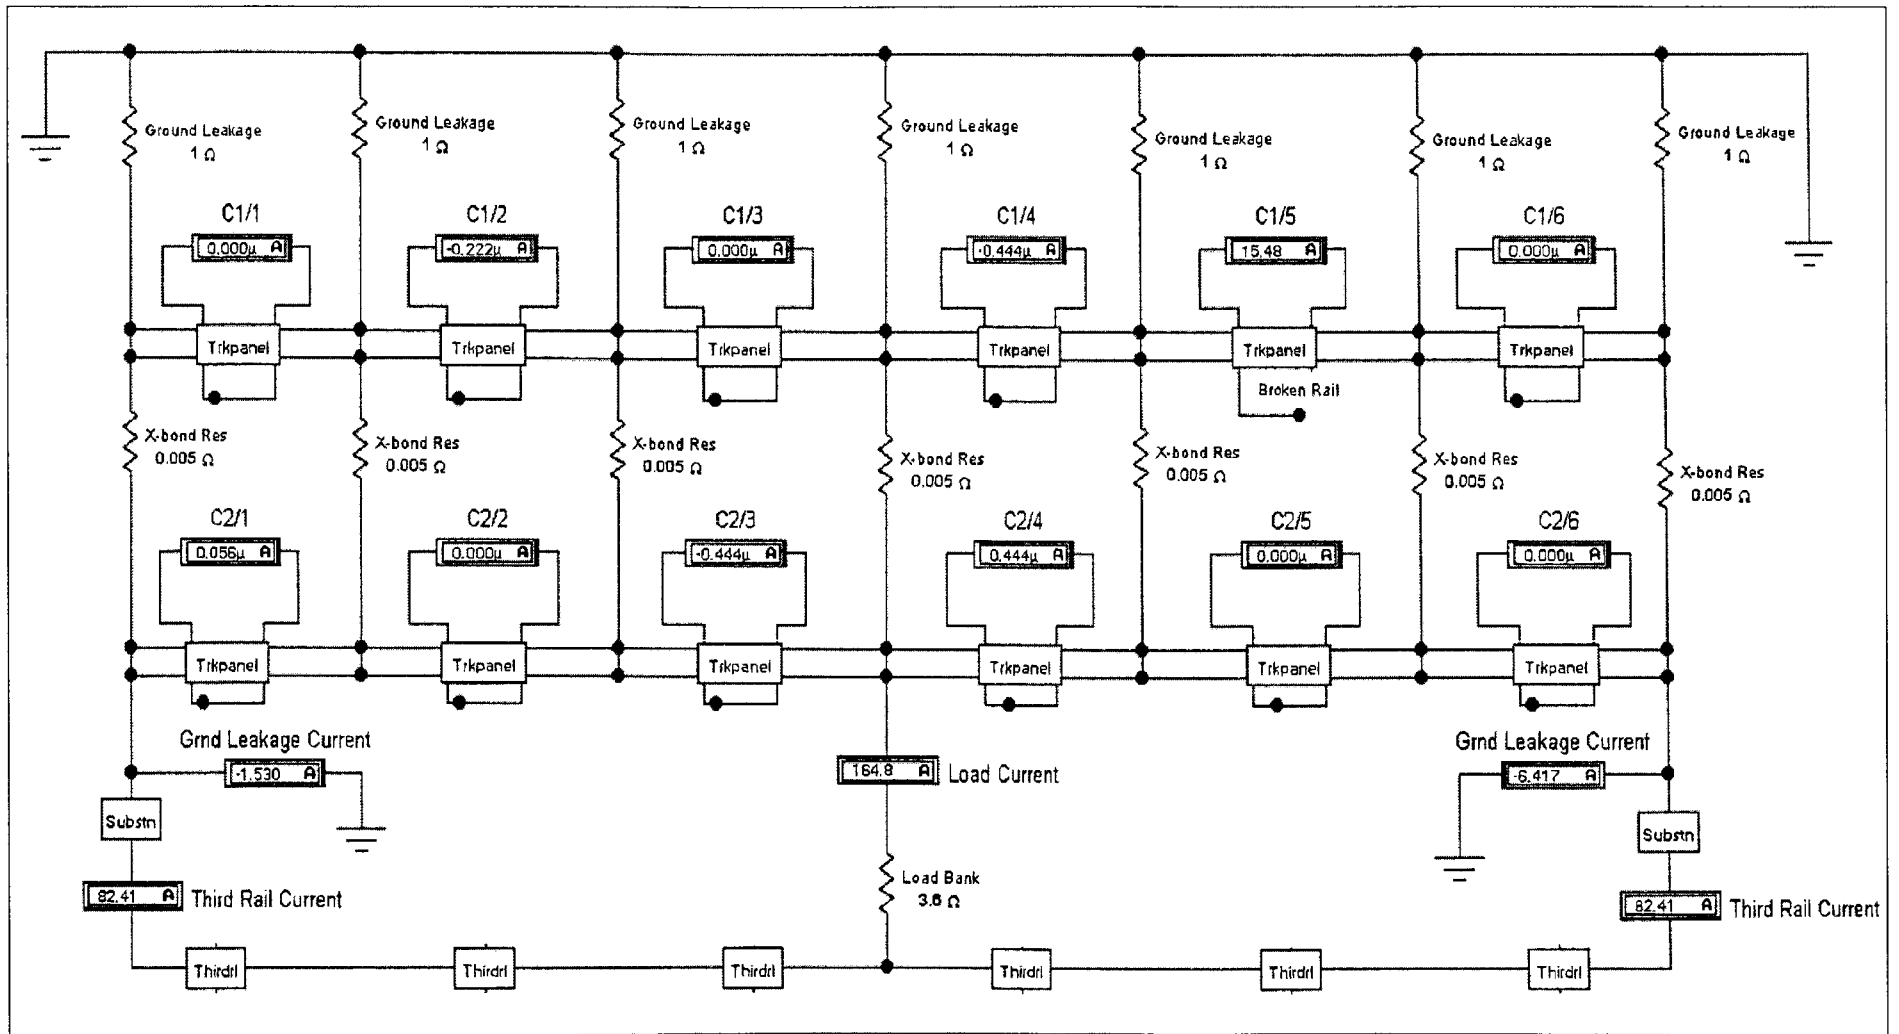 Ground Leakage
1 Ω
Ground Leakage
1 Ω
Ground Leakage
1 Ω
Ground Leakage
1 Ω
Ground Leakage
1 Ω
Ground Leakage
1 Ω
Ground Leakage
1 Ω
C1/1
0.000µ A
C1/2
-0.222µ A
C1/3
0.000µ A
C1/4
-0.444µ A
C1/5
15.48 A
C1/6
0.000µ A
Trkpanel
Trkpanel
Trkpanel
Trkpanel
Trkpanel
Trkpanel
Broken Rail
X-bond Res
0.005 Ω
X-bond Res
0.005 Ω
X-bond Res
0.005 Ω
X-bond Res
0.005 Ω
X-bond Res
0.005 Ω
X-bond Res
0.005 Ω
X-bond Res
0.005 Ω
C2/1
0.056µ A
C2/2
0.000µ A
C2/3
-0.444µ A
C2/4
0.444µ A
C2/5
0.000µ A
C2/6
0.000µ A
Trkpanel
Trkpanel
Trkpanel
Trkpanel
Trkpanel
Trkpanel
Grnd Leakage Current
-1.530 A
164.8 A
Load Current
Grnd Leakage Current
-6.417 A
Substn
Substn
82.41 A
Third Rail Current
Load Bank
3.6 Ω
82.41 A
Third Rail Current
Thirdrl
Thirdrl
Thirdrl
Thirdrl
Thirdrl
Thirdrl